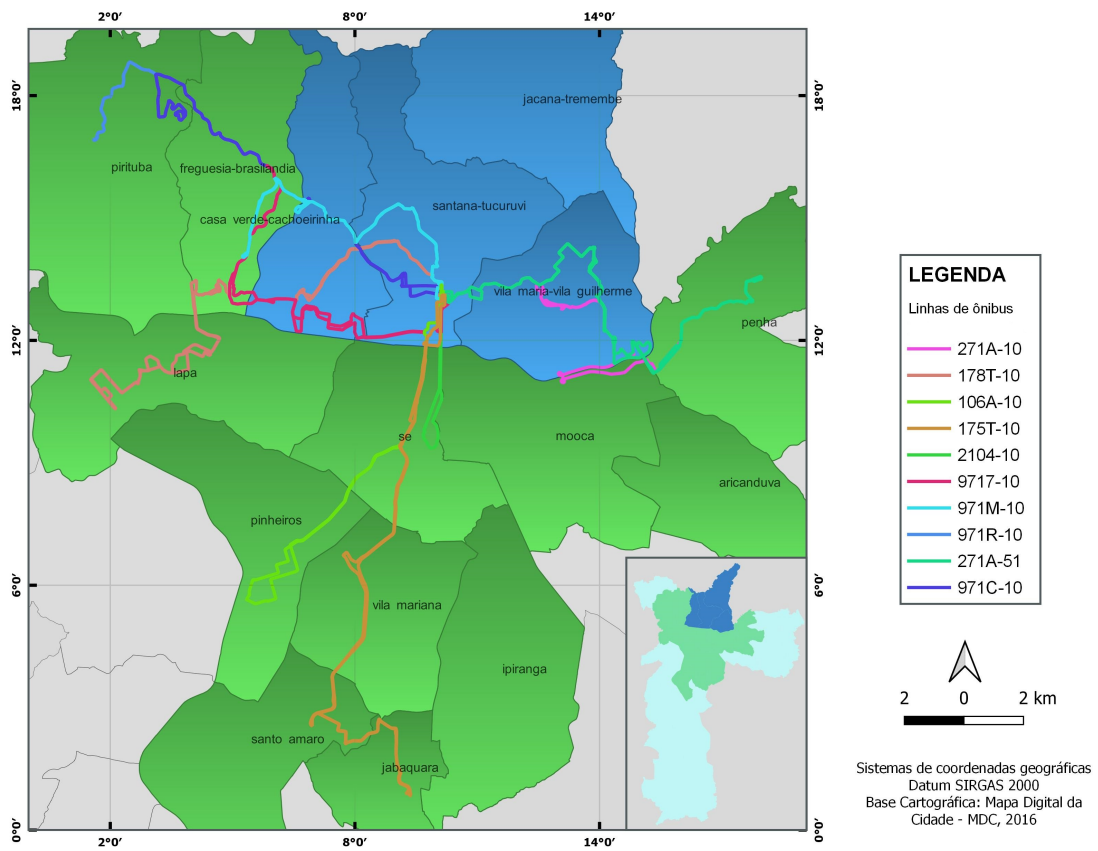 2°0′ 8°0′ 14°0′
18°0′ 18°0′
jacana-tremembe
pirituba freguesia-brasilandia
santana-tucuruvi
casa verde-cachoeirinha
vila maria-vila guilherme
penha
12°0′ 12°0′
lapa
se mooca
aricanduva
pinheiros
6°0′ 6°0′
vila mariana
ipiranga
santo amaro
jabaquara
0°0′ 0°0′
2°0′ 8°0′ 14°0′
LEGENDA
Linhas de ônibus
271A-10
178T-10
106A-10
175T-10
2104-10
9717-10
971M-10
971R-10
271A-51
971C-10
2 0 2 km
Sistemas de coordenadas geográficas
Datum SIRGAS 2000
Base Cartográfica: Mapa Digital da
Cidade - MDC, 2016